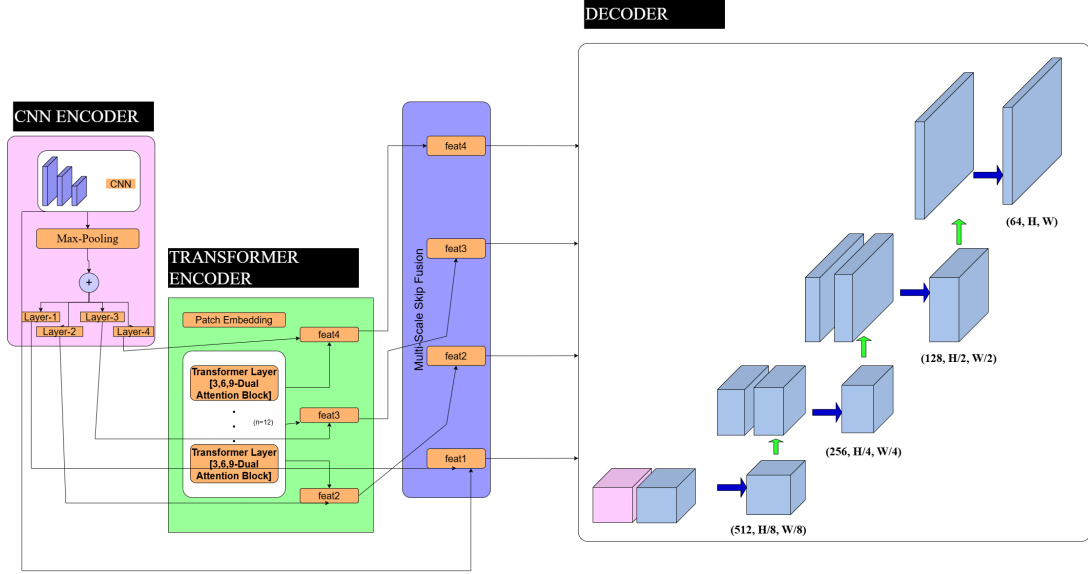 DECODER
CNN ENCODER
CNN
Max-Pooling
+
Layer-1
Layer-2
Layer-3
Layer-4
TRANSFORMER
ENCODER
Patch Embedding
Transformer Layer
[3,6,9-Dual
Attention Block]
(n=12)
Transformer Layer
[3,6,9-Dual
Attention Block]
feat4
feat3
feat2
Multi-Scale Skip Fusion
feat4
feat3
feat2
feat1
(64, H, W)
(128, H/2, W/2)
(256, H/4, W/4)
(512, H/8, W/8)